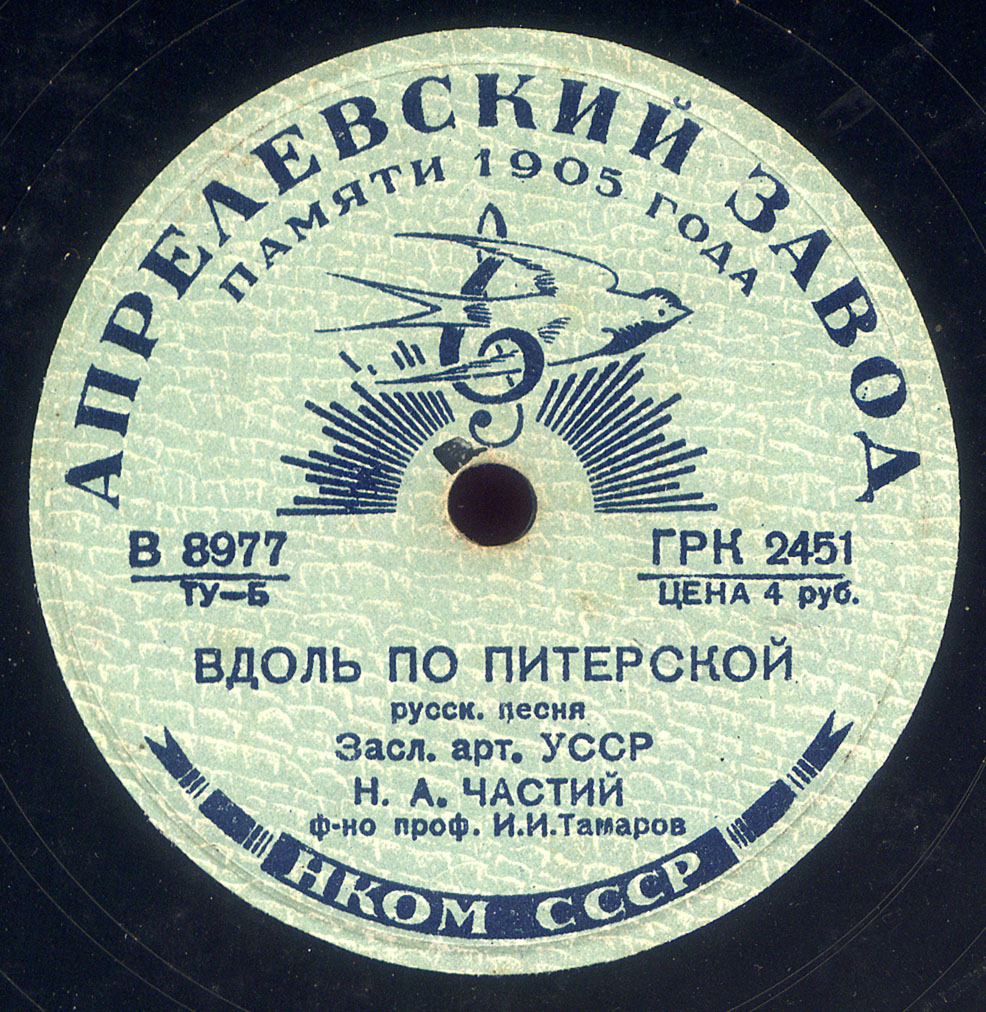 АПРЕЛЕВСКИЙ ЗАВОД
ПАМЯТИ 1905 ГОДА
В 8977
ТУ—Б
ГРК 2451
ЦЕНА 4 руб.
ВДОЛЬ ПО ПИТЕРСКОЙ
русск. песня
Засл. арт. УССР
Н. А. ЧАСТИЙ
ф-но проф. И.И.Тамаров
НКОМ СССР